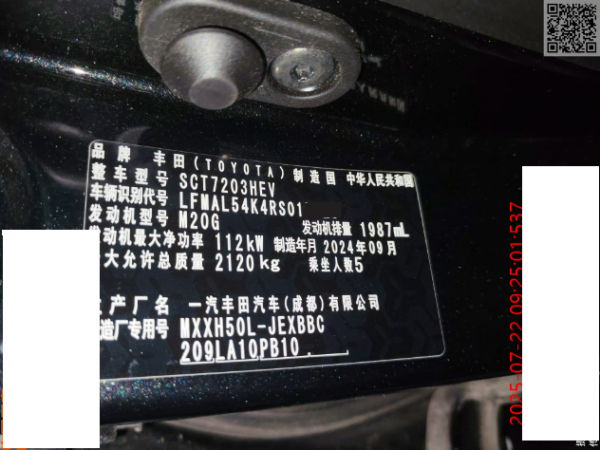 品牌 丰田(TOYOTA) 制造国 中华人民共和国
整车型号 SCT7203HEV
车辆识别代号 LFMAL54K4RS01
发动机型号 M20G 发动机排量 1987mL
发动机最大净功率 112kW 制造年月 2024年09月
大允许总质量 2120kg 乘坐人数5
产厂名 一汽丰田汽车(成都)有限公司
造厂专用号 MXXH50L-JEXBBC
209LA10PB10
2025-07-22 09:25:01:537